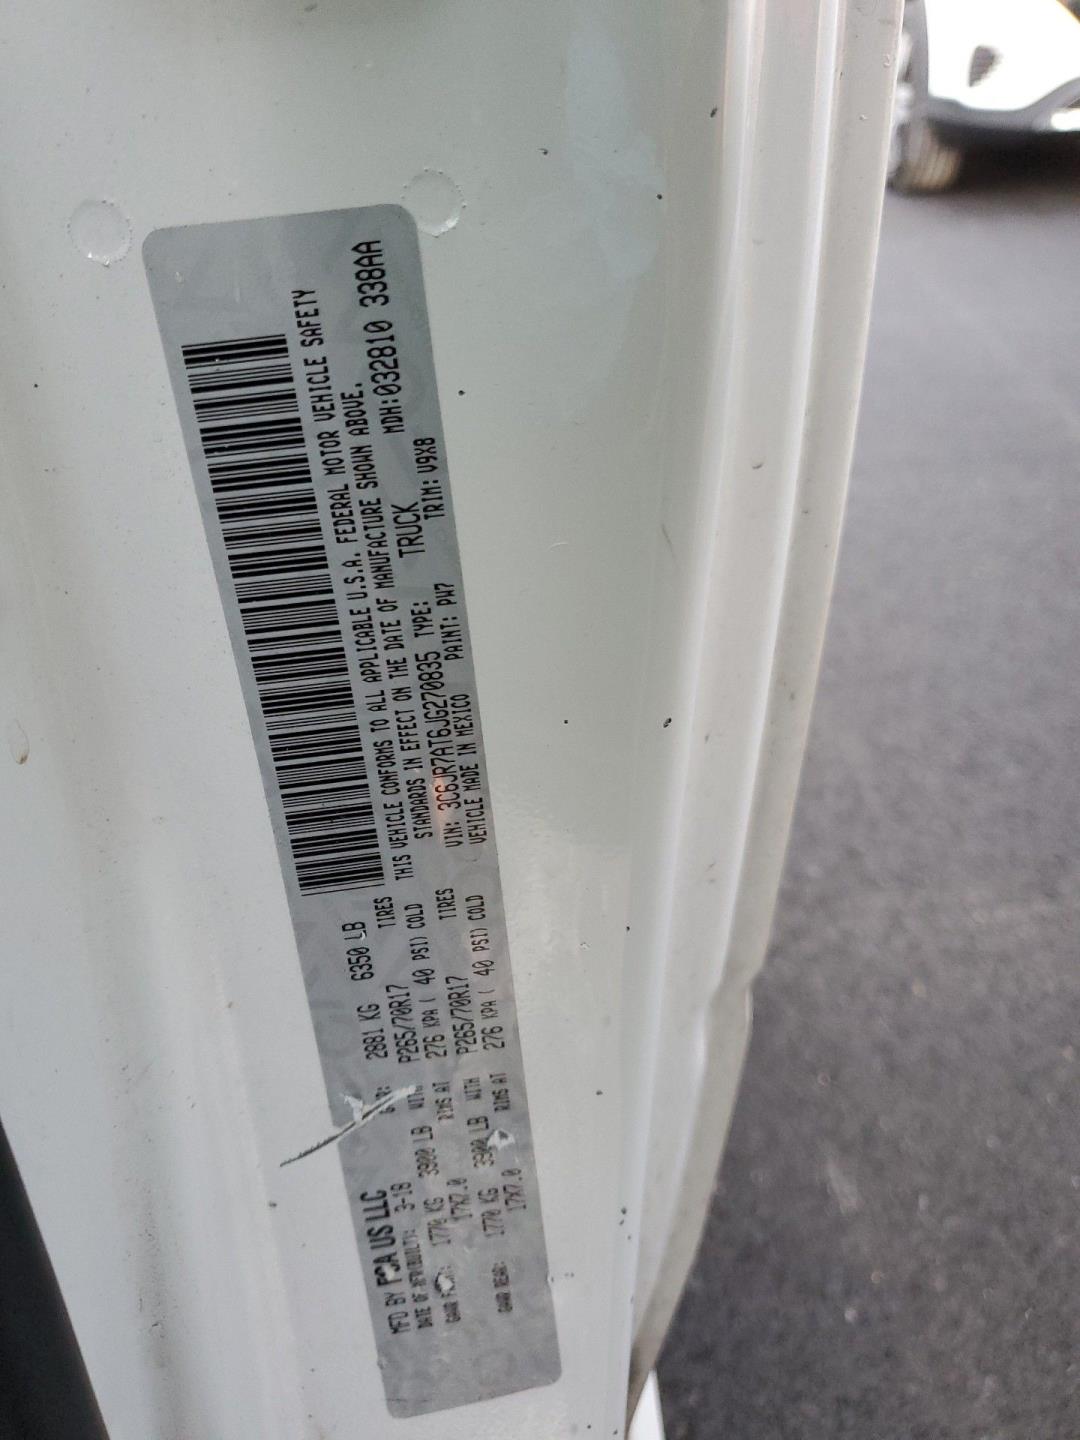 MFD BY FCA US LLC
DATE OF MFR(BUILT): 3-18 GVWR: 2881 KG 6350 LB
GAWR FRONT: 1770 KG 3900 LB WITH P265/70R17 TIRES
17X7.0 RIMS AT 276 KPA ( 40 PSI) COLD
GAWR REAR: 1770 KG 3900 LB WITH P265/70R17 TIRES
17X7.0 RIMS AT 276 KPA ( 40 PSI) COLD
THIS VEHICLE CONFORMS TO ALL APPLICABLE U.S.A. FEDERAL MOTOR VEHICLE SAFETY
STANDARDS IN EFFECT ON THE DATE OF MANUFACTURE SHOWN ABOVE.
MDH:032810 338AA
VIN: 3C6JR7AT6JG270835 TYPE: TRUCK
VEHICLE MADE IN MEXICO PAINT: PW7 TRIM: V9X8